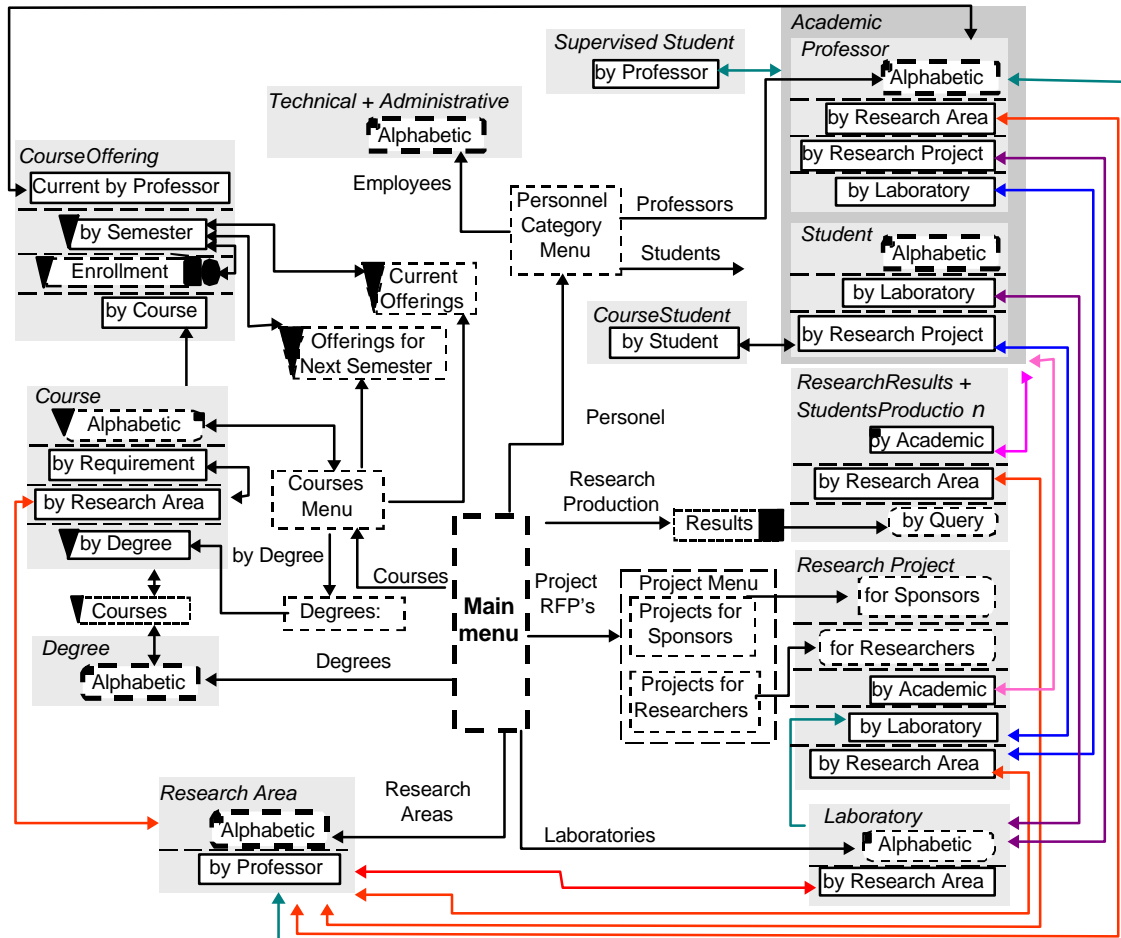 Academic
Supervised Student
by Professor
Professor
Alphabetic
by Research Area
by Research Project
by Laboratory
Student
Alphabetic
by Laboratory
by Research Project
Technical + Administrative
Alphabetic
Employees
Personnel
Category
Menu
Professors
Students
CourseOffering
Current by Professor
by Semester
Enrollment
by Course
Current
Offerings
Offerings for
Next Semester
CourseStudent
by Student
Course
Alphabetic
by Requirement
by Research Area
by Degree
Courses
Menu
by Degree
Courses
Degrees:
Courses
Degree
Alphabetic
Degrees
Main
menu
Personel
Research
Production
Results
ResearchResults +
StudentsProductio n
by Academic
by Research Area
by Query
Project
RFP's
Project Menu
Projects for
Sponsors
Projects for
Researchers
Research Project
for Sponsors
for Researchers
by Academic
by Laboratory
by Research Area
Research Area
Alphabetic
by Professor
Research
Areas
Laboratories
Laboratory
Alphabetic
by Research Area